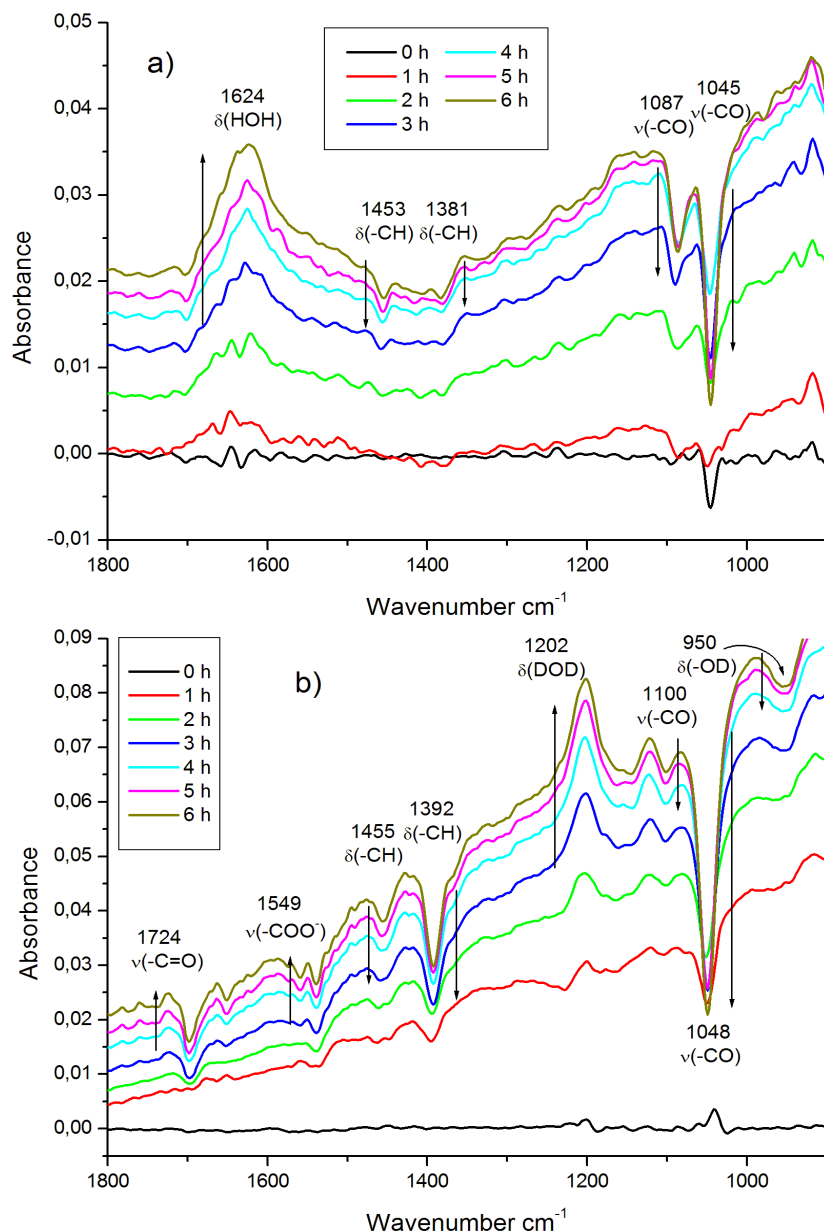 a)
0 h
1 h
2 h
3 h
4 h
5 h
6 h
1624
δ(HOH)
1453
δ(-CH)
1381
δ(-CH)
1087
ν(-CO)
1045
ν(-CO)
0,05
0,04
0,03
0,02
0,01
0,00
-0,01
Absorbance
1800
1600
1400
1200
1000
Wavenumber cm⁻¹
b)
0 h
1 h
2 h
3 h
4 h
5 h
6 h
1724
ν(-C=O)
1549
ν(-COO⁻)
1455
δ(-CH)
1392
δ(-CH)
1202
δ(DOD)
1100
ν(-CO)
950
δ(-OD)
1048
ν(-CO)
0,09
0,08
0,07
0,06
0,05
0,04
0,03
0,02
0,01
0,00
Absorbance
1800
1600
1400
1200
1000
Wavenumber cm⁻¹